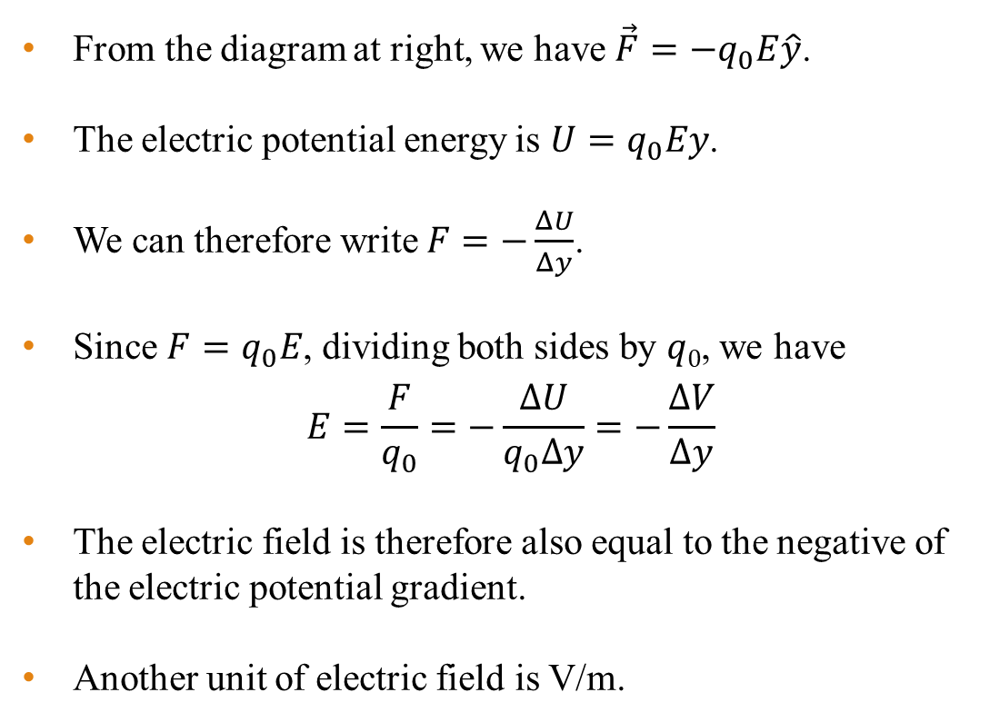 • From the diagram at right, we have $\vec{F} = -q_0E\hat{y}$.
• The electric potential energy is $U = q_0Ey$.
• We can therefore write $F = -\frac{\Delta U}{\Delta y}$.
• Since $F = q_0E$, dividing both sides by $q_0$, we have
$E = \frac{F}{q_0} = -\frac{\Delta U}{q_0 \Delta y} = -\frac{\Delta V}{\Delta y}$
• The electric field is therefore also equal to the negative of
the electric potential gradient.
• Another unit of electric field is V/m.